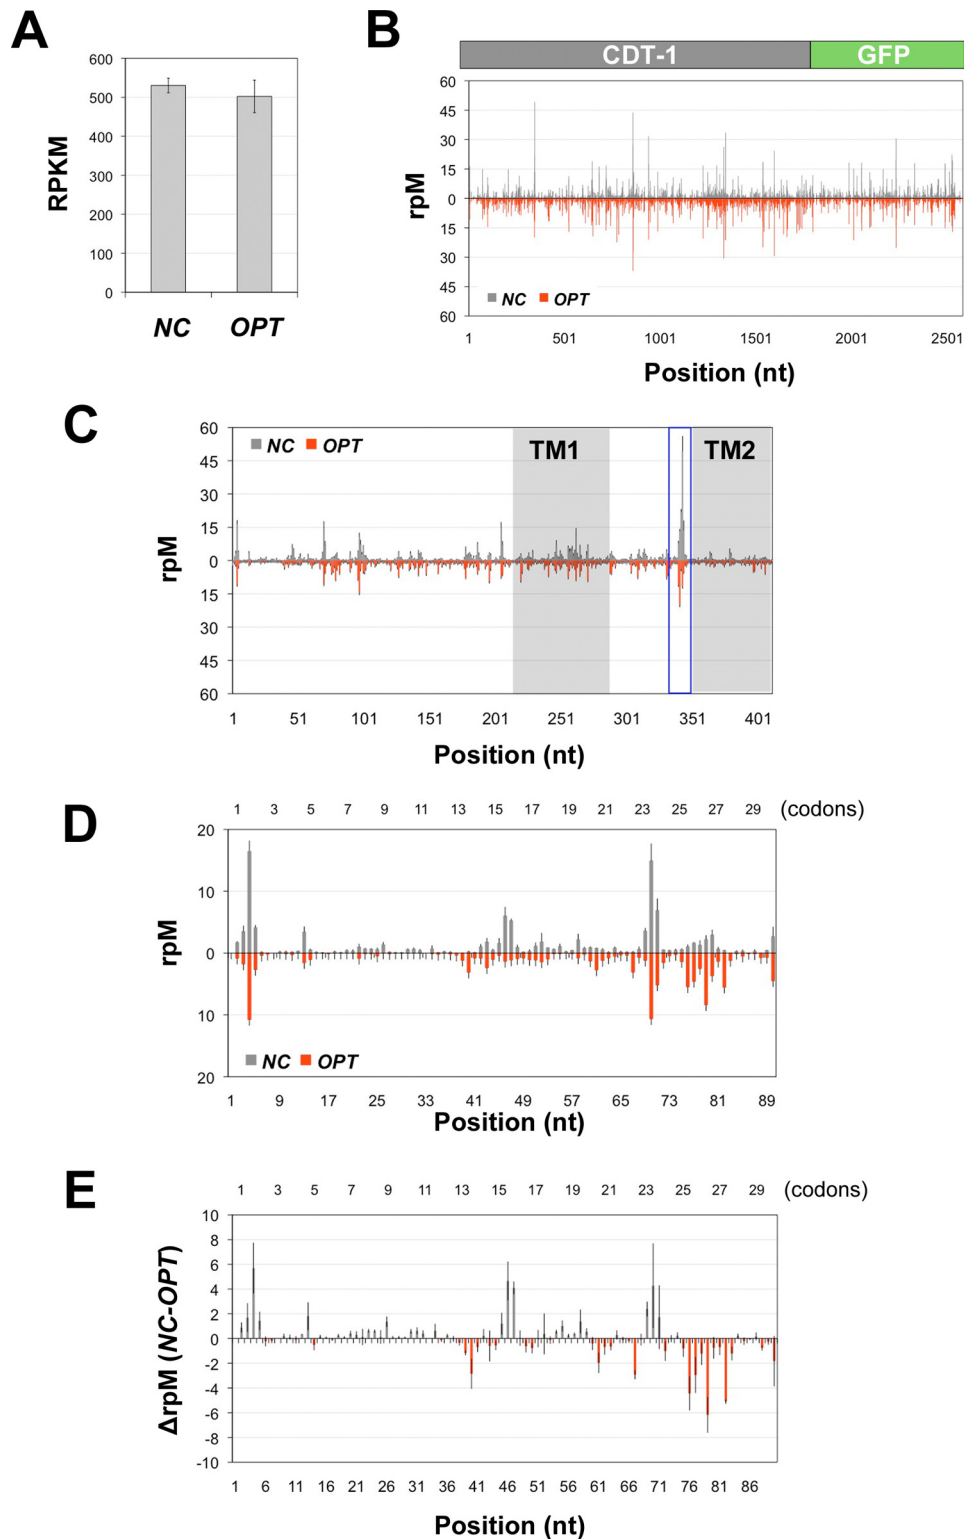 A
600
500
400
300
200
100
0
RPKM
NC OPT
B
CDT-1 GFP
60
45
30
15
0
15
30
45
60
rpM
NC OPT
1 501 1001 1501 2001 2501
Position (nt)
C
60
45
30
15
0
15
30
45
60
rpM
NC OPT
TM1 TM2
1 51 101 151 201 251 301 351 401
Position (nt)
D
1 3 5 7 9 11 13 15 17 19 21 23 25 27 29 (codons)
20
10
0
10
20
rpM
NC OPT
1 9 17 25 33 41 49 57 65 73 81 89
Position (nt)
E
1 3 5 7 9 11 13 15 17 19 21 23 25 27 29 (codons)
10
8
6
4
2
0
-2
-4
-6
-8
-10
ΔrpM (NC-OPT)
1 6 11 16 21 26 31 36 41 46 51 56 61 66 71 76 81 86
Position (nt)